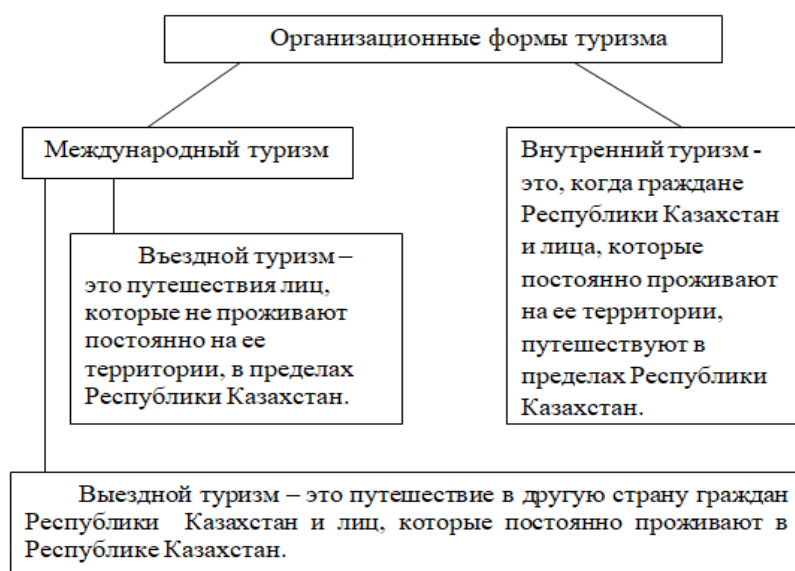 Организационные формы туризма
Международный туризм
Въездной туризм –
это путешествия лиц,
которые не проживают
постоянно на ее
территории, в пределах
Республики Казахстан.
Внутренний туризм -
это, когда граждане
Республики Казахстан
и лица, которые
постоянно проживают
на ее территории,
путешествуют в
пределах Республики
Казахстан.
Выездной туризм – это путешествие в другую страну граждан
Республики Казахстан и лиц, которые постоянно проживают в
Республике Казахстан.